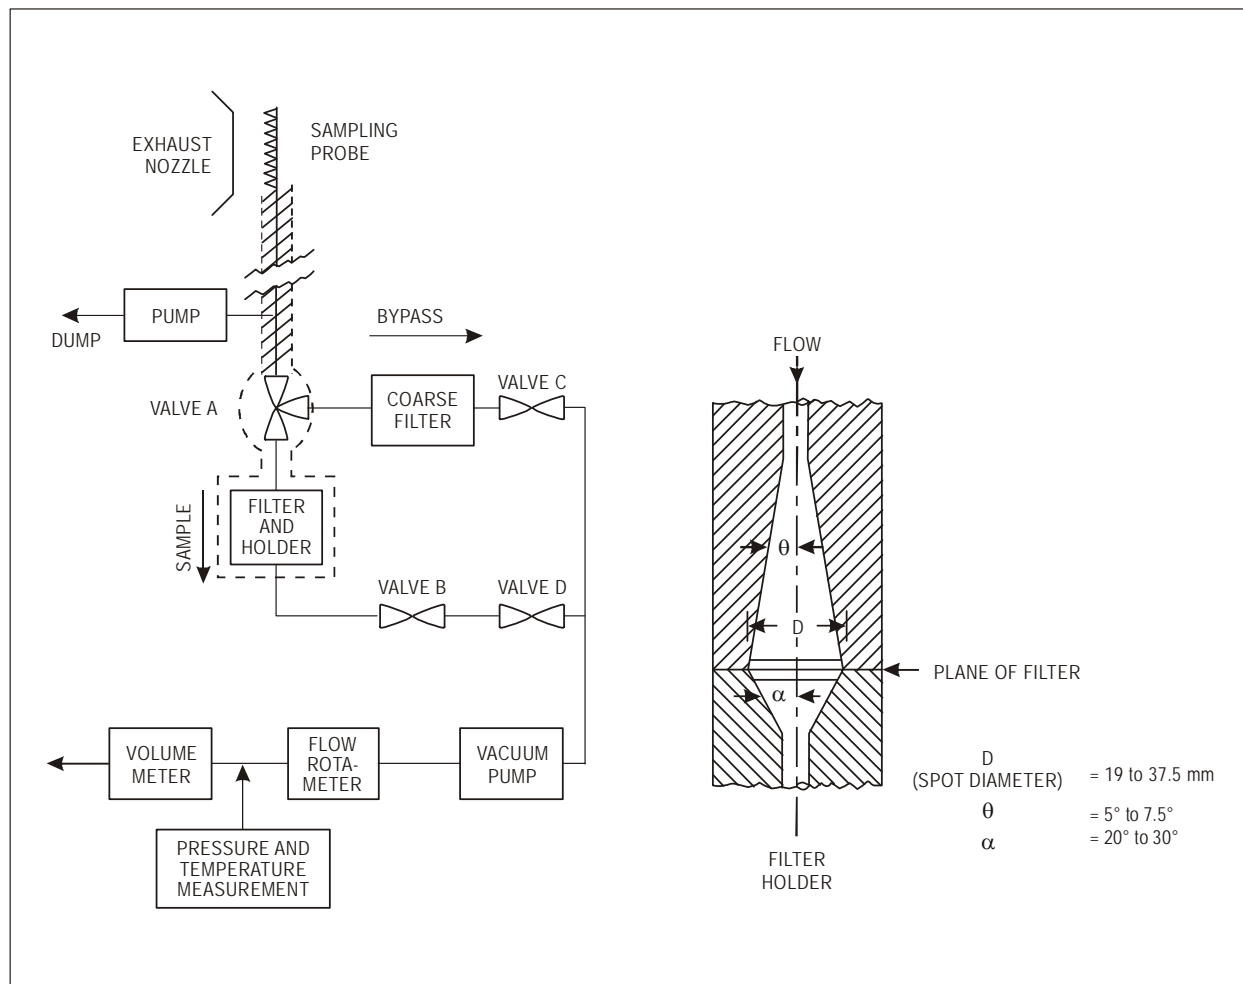 EXHAUST
NOZZLE
SAMPLING
PROBE
PUMP
DUMP
BYPASS
VALVE A
COARSE
FILTER
VALVE C
SAMPLE
FILTER
AND
HOLDER
VALVE B
VALVE D
VOLUME
METER
FLOW
ROTA-
METER
VACUUM
PUMP
PRESSURE AND
TEMPERATURE
MEASUREMENT
FLOW
θ
D
α
PLANE OF FILTER
FILTER
HOLDER
D
(SPOT DIAMETER) = 19 to 37.5 mm
θ = 5° to 7.5°
α = 20° to 30°